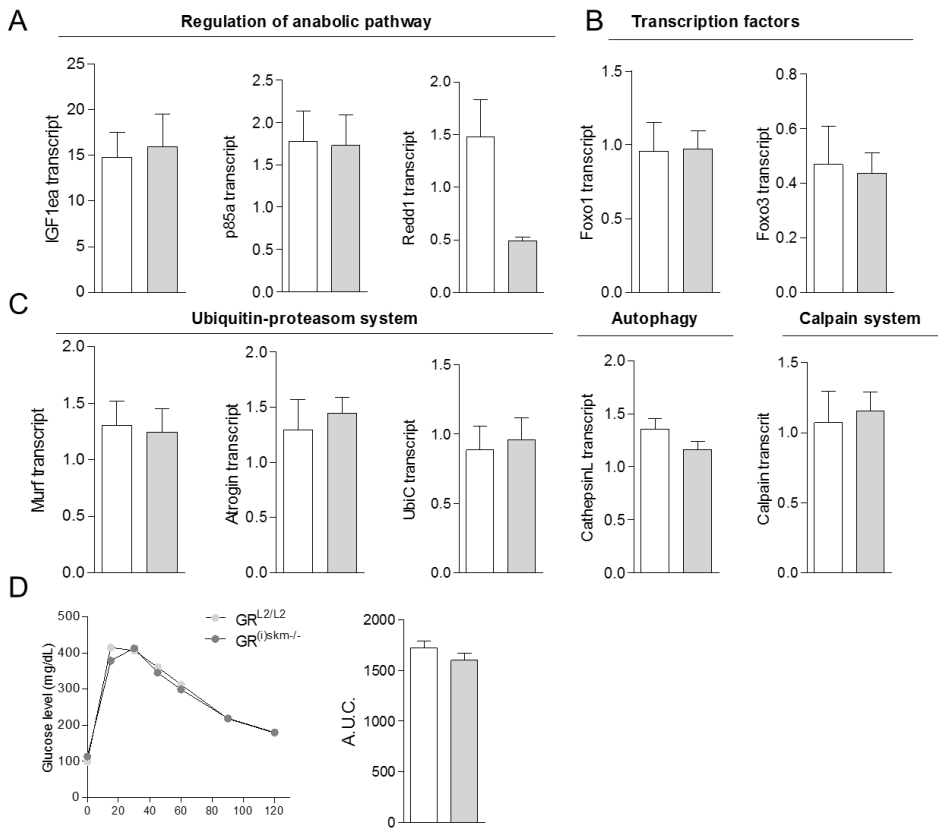 A
Regulation of anabolic pathway
B
Transcription factors
IGF1ea transcript
25
20
15
10
5
0
p85a transcript
2.5
2.0
1.5
1.0
0.5
0.0
Redd1 transcript
2.0
1.5
1.0
0.5
0.0
Foxo1 transcript
1.5
1.0
0.5
0.0
Foxo3 transcript
0.8
0.6
0.4
0.2
0.0
C
Ubiquitin-proteasom system
Autophagy
Calpain system
Murf transcript
2.0
1.5
1.0
0.5
0.0
Atrogin transcript
2.0
1.5
1.0
0.5
0.0
UbiC transcript
1.5
1.0
0.5
0.0
CathepsinL transcript
2.0
1.5
1.0
0.5
0.0
Calpain transcrit
1.5
1.0
0.5
0.0
D
Glucose level (mg/dL)
500
400
300
200
100
0
0 20 40 60 80 100 120
GR L2/L2
GR (i)skm-/-
A.U.C.
2000
1500
1000
500
0